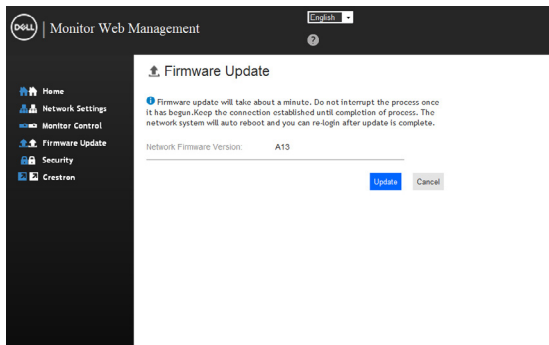 DELL | Monitor Web Management
English
?
Firmware Update
Home
Network Settings
Monitor Control
Firmware Update
Security
Crestron
Firmware update will take about a minute. Do not interrupt the process once
it has begun.Keep the connection established until completion of process. The
network system will auto reboot and you can re-login after update is complete.
Network Firmware Version: A13
Update Cancel